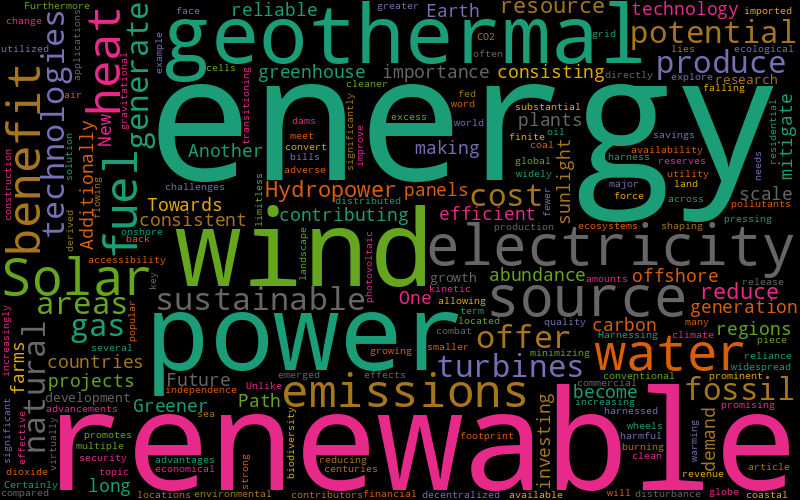 Furthermore
face
reliable
Earth
resource
technology
imported
change
greater
CO2
often
grid
lies
ecological
utilized
geothermal
potential
applications
example
cells
greenhouse
importance
consisting
directly
explore
research
produce
heat
generate
technologies
gravitational
cleaner
fed
word
substantial
falling
air
transitioning
energy
plants
mitigate
New
dams
excess
world
finite
oil
savings
residential
Another
meet
convert
significantly
improve
making
coal
availability
needs
benefit
solution
bills
adverse
global
harness
reserves
sunlight
widely
major
utility
construction
Additionally
fuel
challenges
Hydropower
panels
cost
fewer
land
pollutants
flowing
Towards
limitless
distributed
efficient
force
across
scale
derived
consistent
contributing
ecosystems
pressing
onshore
production
shaping
back
wind
electricity
accessibility
landscape
photovoltaic
Solar
key
growth
abundance
offshore
release
sustainable
One
kinetic
amounts
reduce
areas
allowing
source
generation
term
located
quality
carbon
regions
increasingly
gas
several
popular
power
combat
offer
Harnessing
climate
many
piece
growing
smaller
minimizing
water
reliance
farms
countries
emerged
effects
turbines
conventional
widespread
natural
projects
Future
Unlike
commercial
prominent
development
independence
Path
emissions
become
fossil
advancements
Greener
increasing
promising
sea
biodiversity
investing
harnessed
significant
effective
promotes
renewable
wheels
demand
warming
multiple
virtually
footprint
harmful
security
advantages
strong
reducing
burning
dioxide
topic
economical
centuries
clean
revenue
article
Certainly
long
will
globe
compared
locations
environmental
contributors
financial
decentralized
available
disturbance
coastal